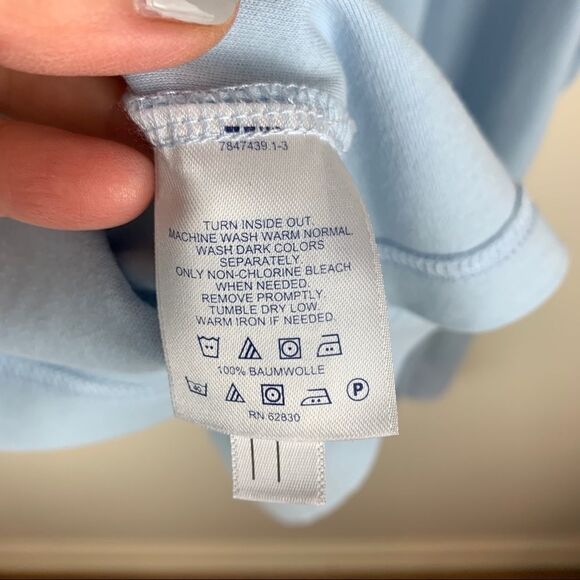 7847439.1-3
TURN INSIDE OUT.
MACHINE WASH WARM NORMAL.
WASH DARK COLORS
SEPARATELY.
ONLY NON-CHLORINE BLEACH
WHEN NEEDED.
REMOVE PROMPTLY.
TUMBLE DRY LOW.
WARM IRON IF NEEDED.
100% BAUMWOLLE
40 P
RN 62830